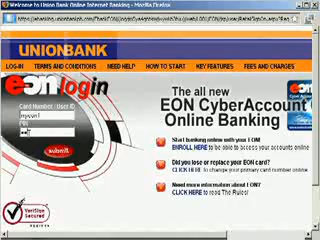 Welcome to Union Bank Online Internet Banking - Mozilla Firefox
UNIONBANK
LOG-IN TERMS AND CONDITIONS NEED HELP HOW TO START KEY FEATURES FEES AND CHARGES
eon login
Card Number / User ID
PIN
submit
The all new
EON CyberAccount
Online Banking
Start banking online with your EON!
ENROLL HERE to be able to access your accounts online
Did you lose or replace your EON card?
CLICK HERE To change your primary card number online
Need more information about EON?
CLICK HERE to read The Rules!
VeriSign
Secured